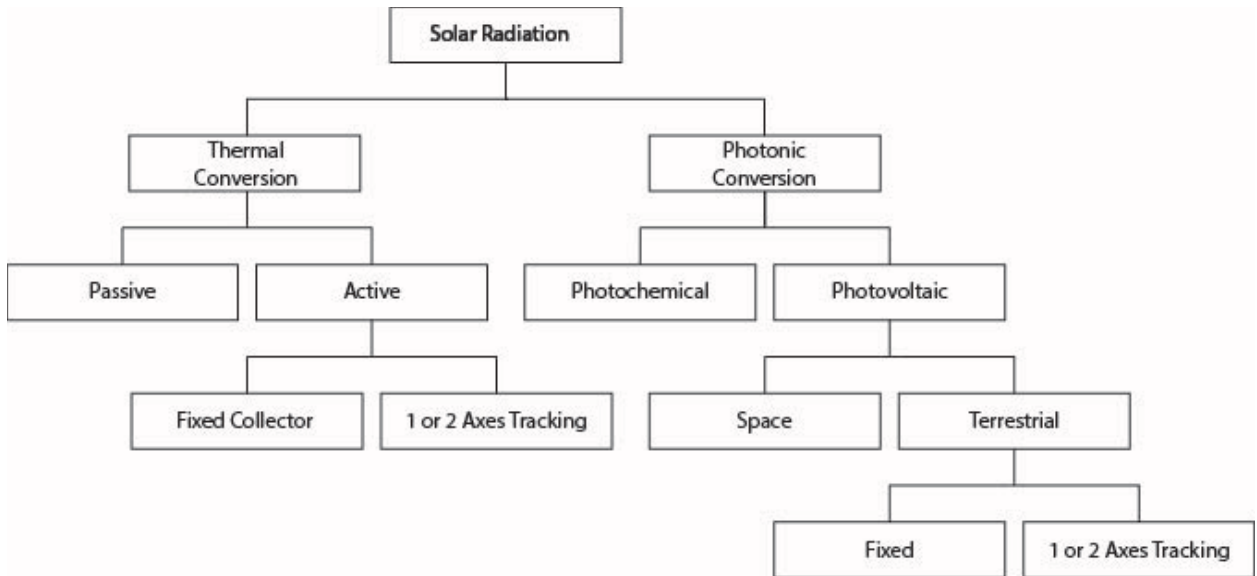 Solar Radiation
Thermal
Conversion
Photonic
Conversion
Passive
Active
Photochemical
Photovoltaic
Fixed Collector
1 or 2 Axes Tracking
Space
Terrestrial
Fixed
1 or 2 Axes Tracking